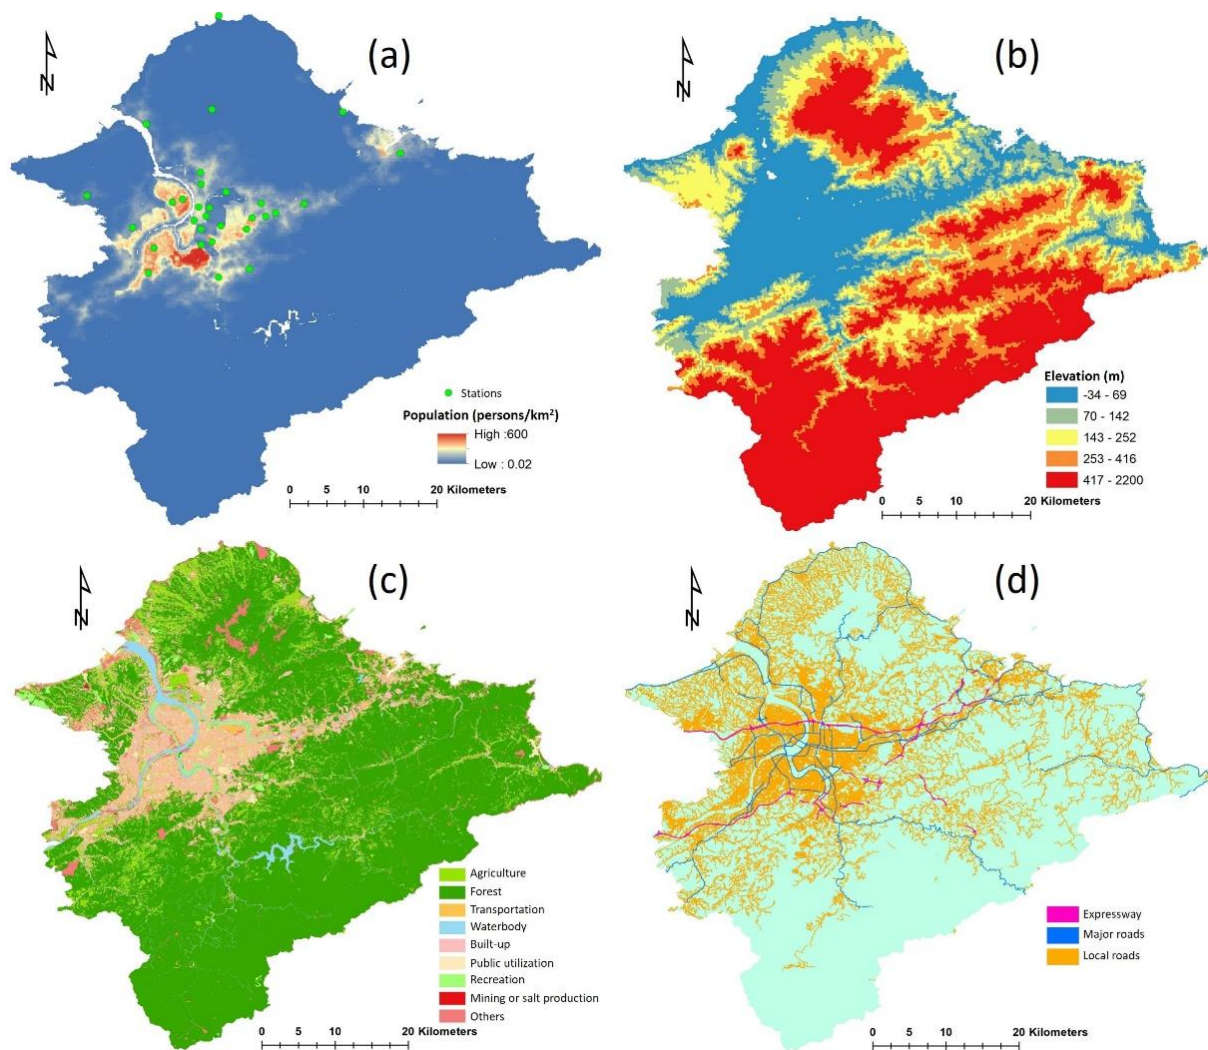 (a)
N
Stations
Population (persons/km²)
High :600
Low : 0.02
0 5 10 20 Kilometers
(b)
N
Elevation (m)
-34 - 69
70 - 142
143 - 252
253 - 416
417 - 2200
0 5 10 20 Kilometers
(c)
N
Agriculture
Forest
Transportation
Waterbody
Built-up
Public utilization
Recreation
Mining or salt production
Others
0 5 10 20 Kilometers
(d)
N
Expressway
Major roads
Local roads
0 5 10 20 Kilometers